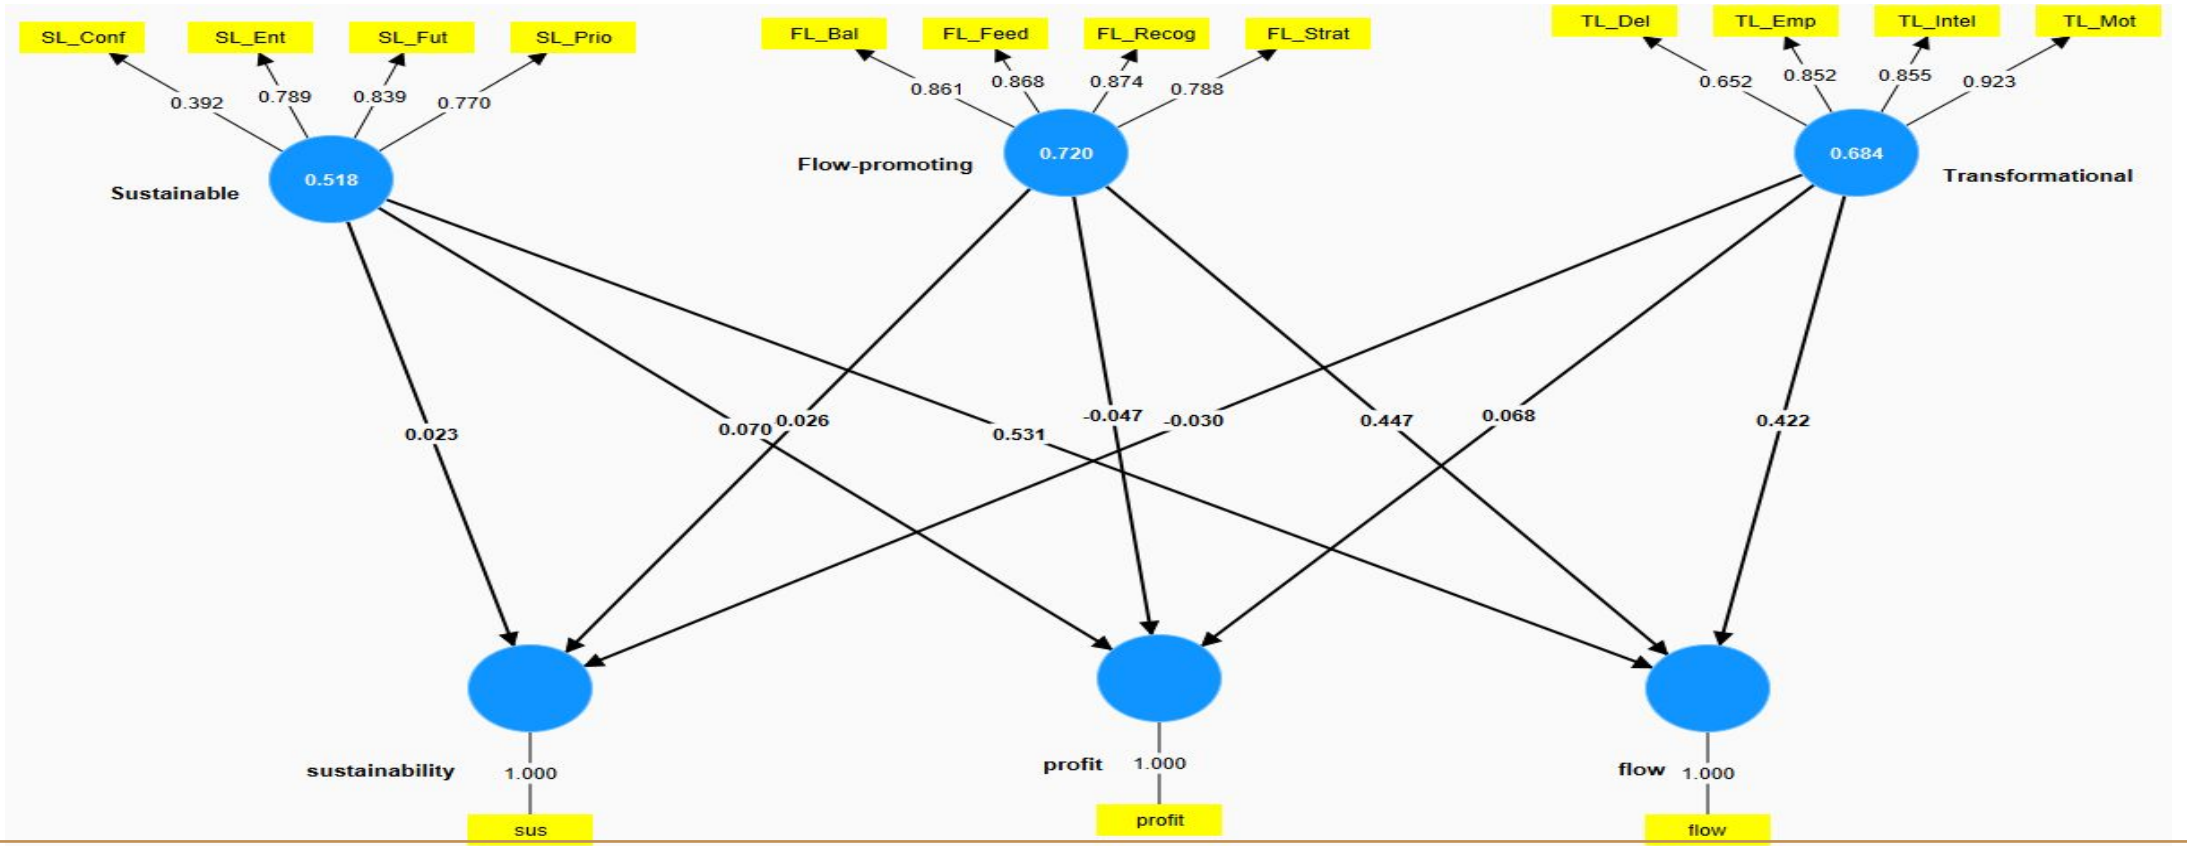 SL_Conf SL_Ent SL_Fut SL_Prio FL_Bal FL_Feed FL_Recog FL_Strat TL_Del TL_Emp TL_Intel TL_Mot
0.392 0.789 0.839 0.770 0.861 0.868 0.874 0.788 0.652 0.852 0.855 0.923
Sustainable 0.518 Flow-promoting 0.720 0.684 Transformational
0.023 0.070 0.026 0.531 -0.047 -0.030 0.447 0.068 0.422
sustainability 1.000 profit 1.000 flow 1.000
sus profit flow